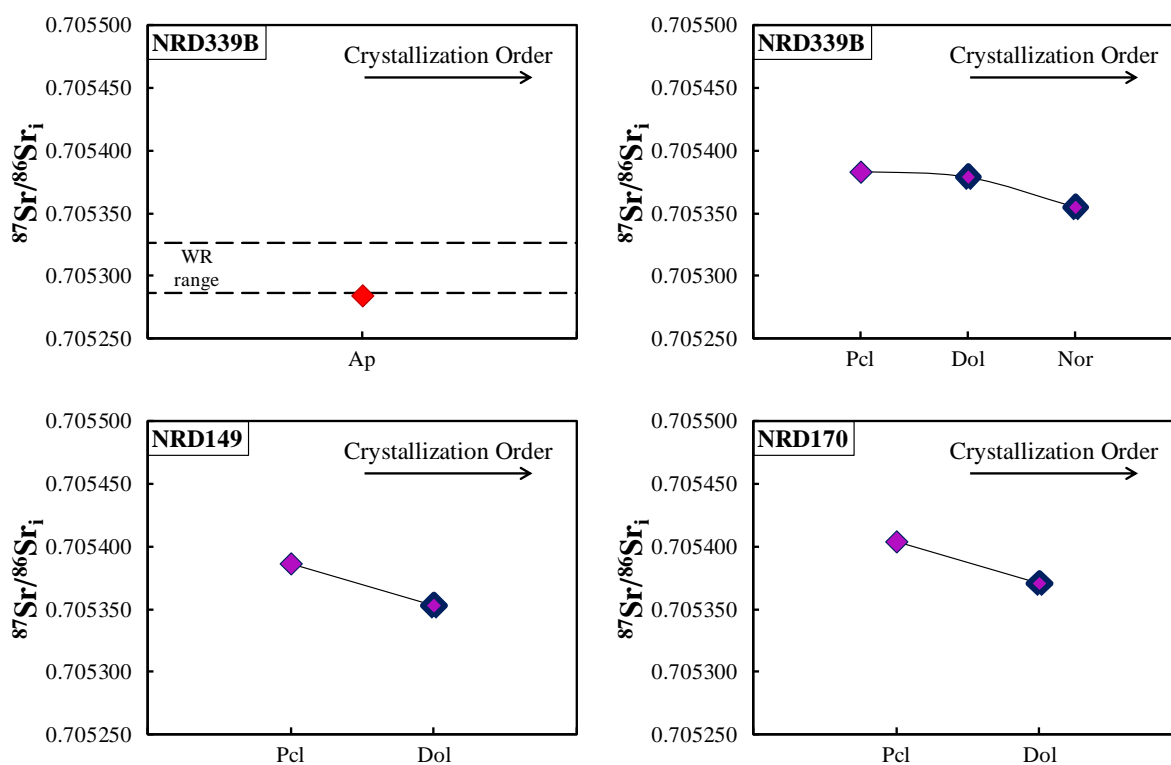 NRD339B
Crystallization Order
87Sr/86Sri
0.705500
0.705450
0.705400
0.705350
0.705300
0.705250
WR
range
Ap
NRD339B
Crystallization Order
87Sr/86Sri
0.705500
0.705450
0.705400
0.705350
0.705300
0.705250
Pcl Dol Nor
NRD149
Crystallization Order
87Sr/86Sri
0.705500
0.705450
0.705400
0.705350
0.705300
0.705250
Pcl Dol
NRD170
Crystallization Order
87Sr/86Sri
0.705500
0.705450
0.705400
0.705350
0.705300
0.705250
Pcl Dol